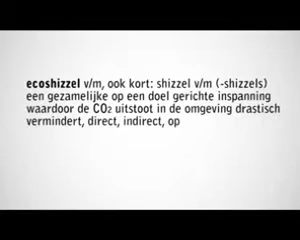 ecoshizzel v/m, ook kort: shizzel v/m (-shizzels)
een gezamelijke op een doel gerichte inspanning
waardoor de CO2 uitstoot in de omgeving drastisch
vermindert, direct, indirect, op